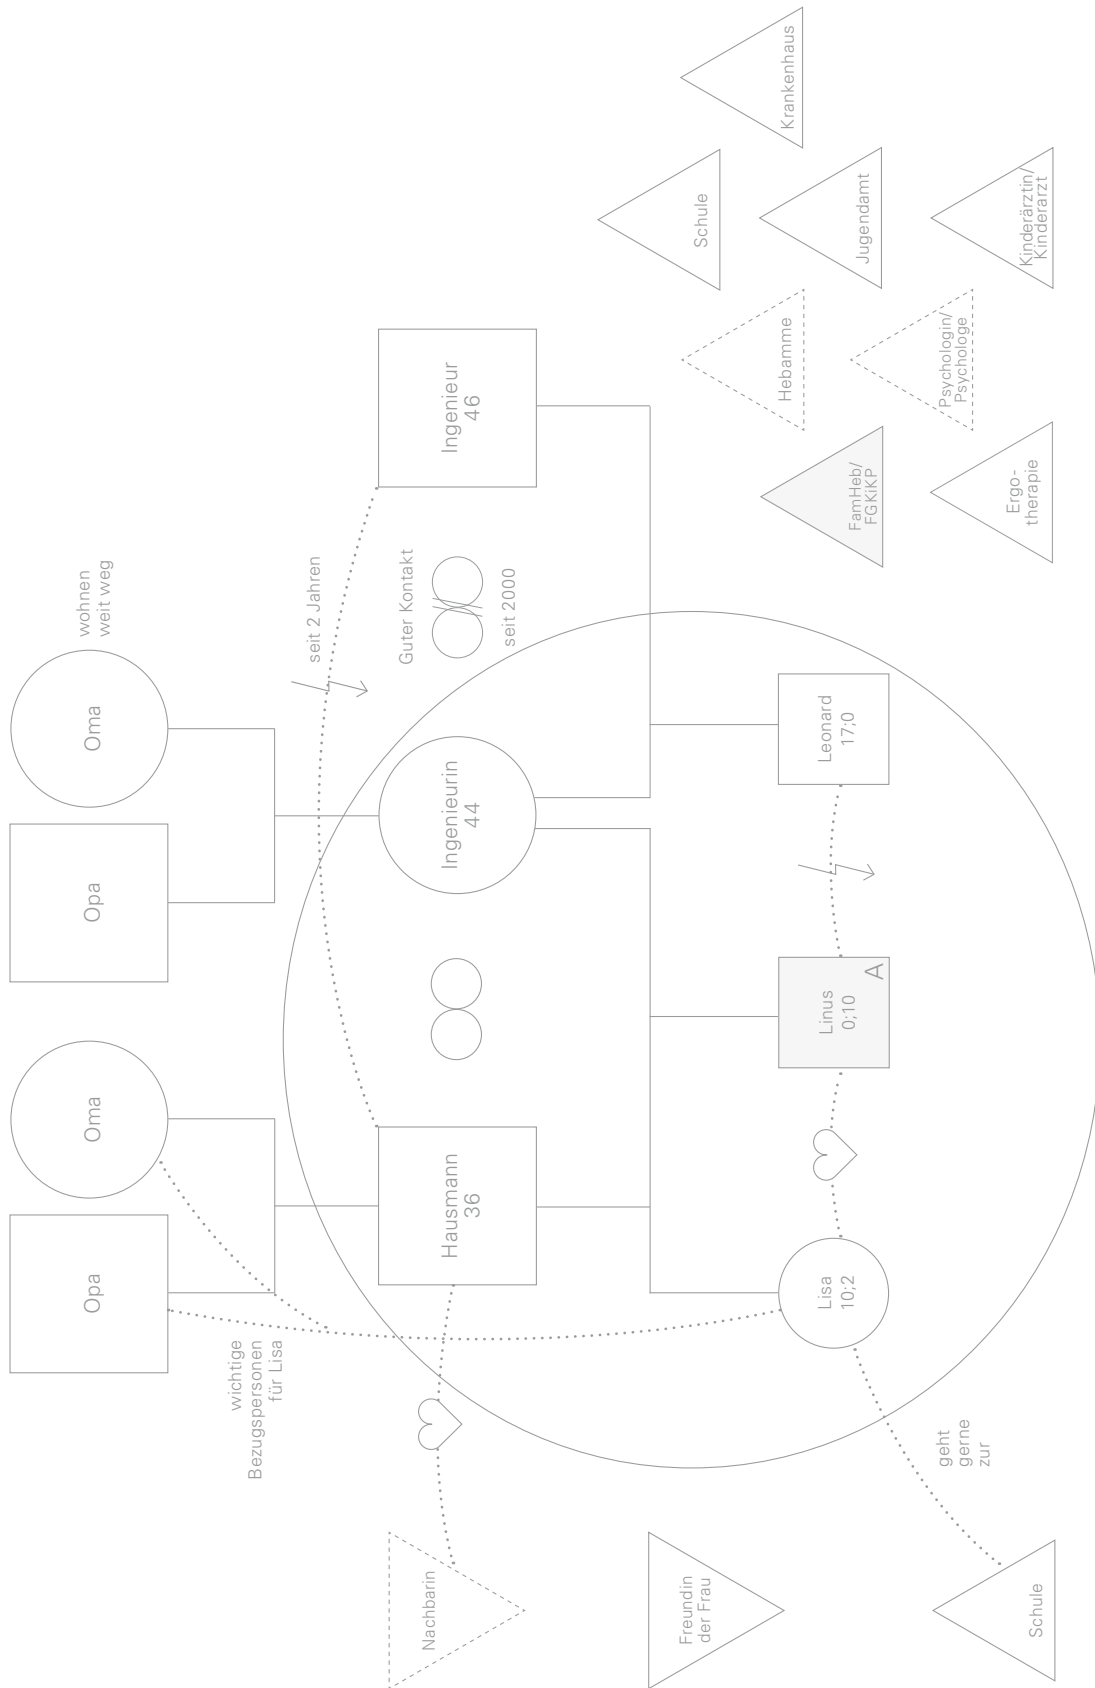 Opa
Oma
Opa
Oma
wohnen
weit weg
wichtige
Bezugspersonen
für Lisa
seit 2 Jahren
Nachbarin
Hausmann
36
Ingenieurin
44
Guter Kontakt
seit 2000
Ingenieur
46
Freundin
der Frau
Lisa
10;2
Linus
0;10
A
Leonard
17;0
geht
gerne
zur
Schule
Schule
Krankenhaus
Hebamme
Jugendamt
FamHeb/
FGKiKP
Psychologin/
Psychologe
Kinderärztin/
Kinderarzt
Ergo-
therapie